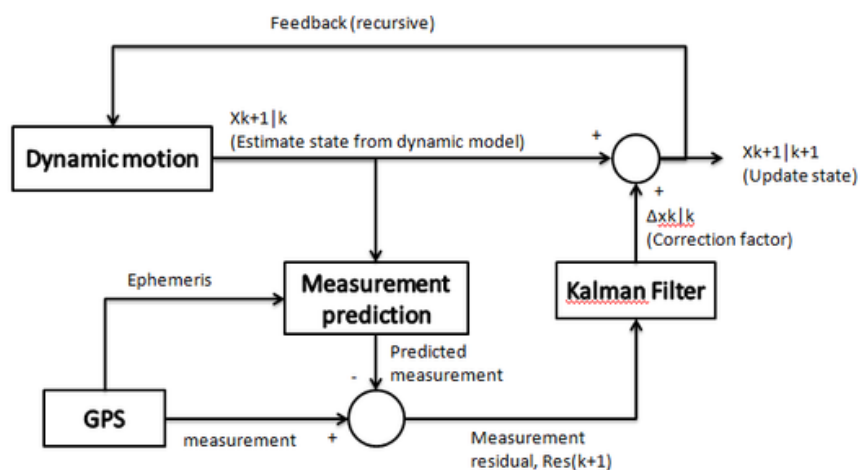 Feedback (recursive)
Xk+1|k
(Estimate state from dynamic model)
Dynamic motion
+
Xk+1|k+1
(Update state)
+
Δxk|k
(Correction factor)
Ephemeris
Measurement
prediction
Kalman Filter
Predicted
measurement
-
GPS
measurement
+
Measurement
residual, Res(k+1)